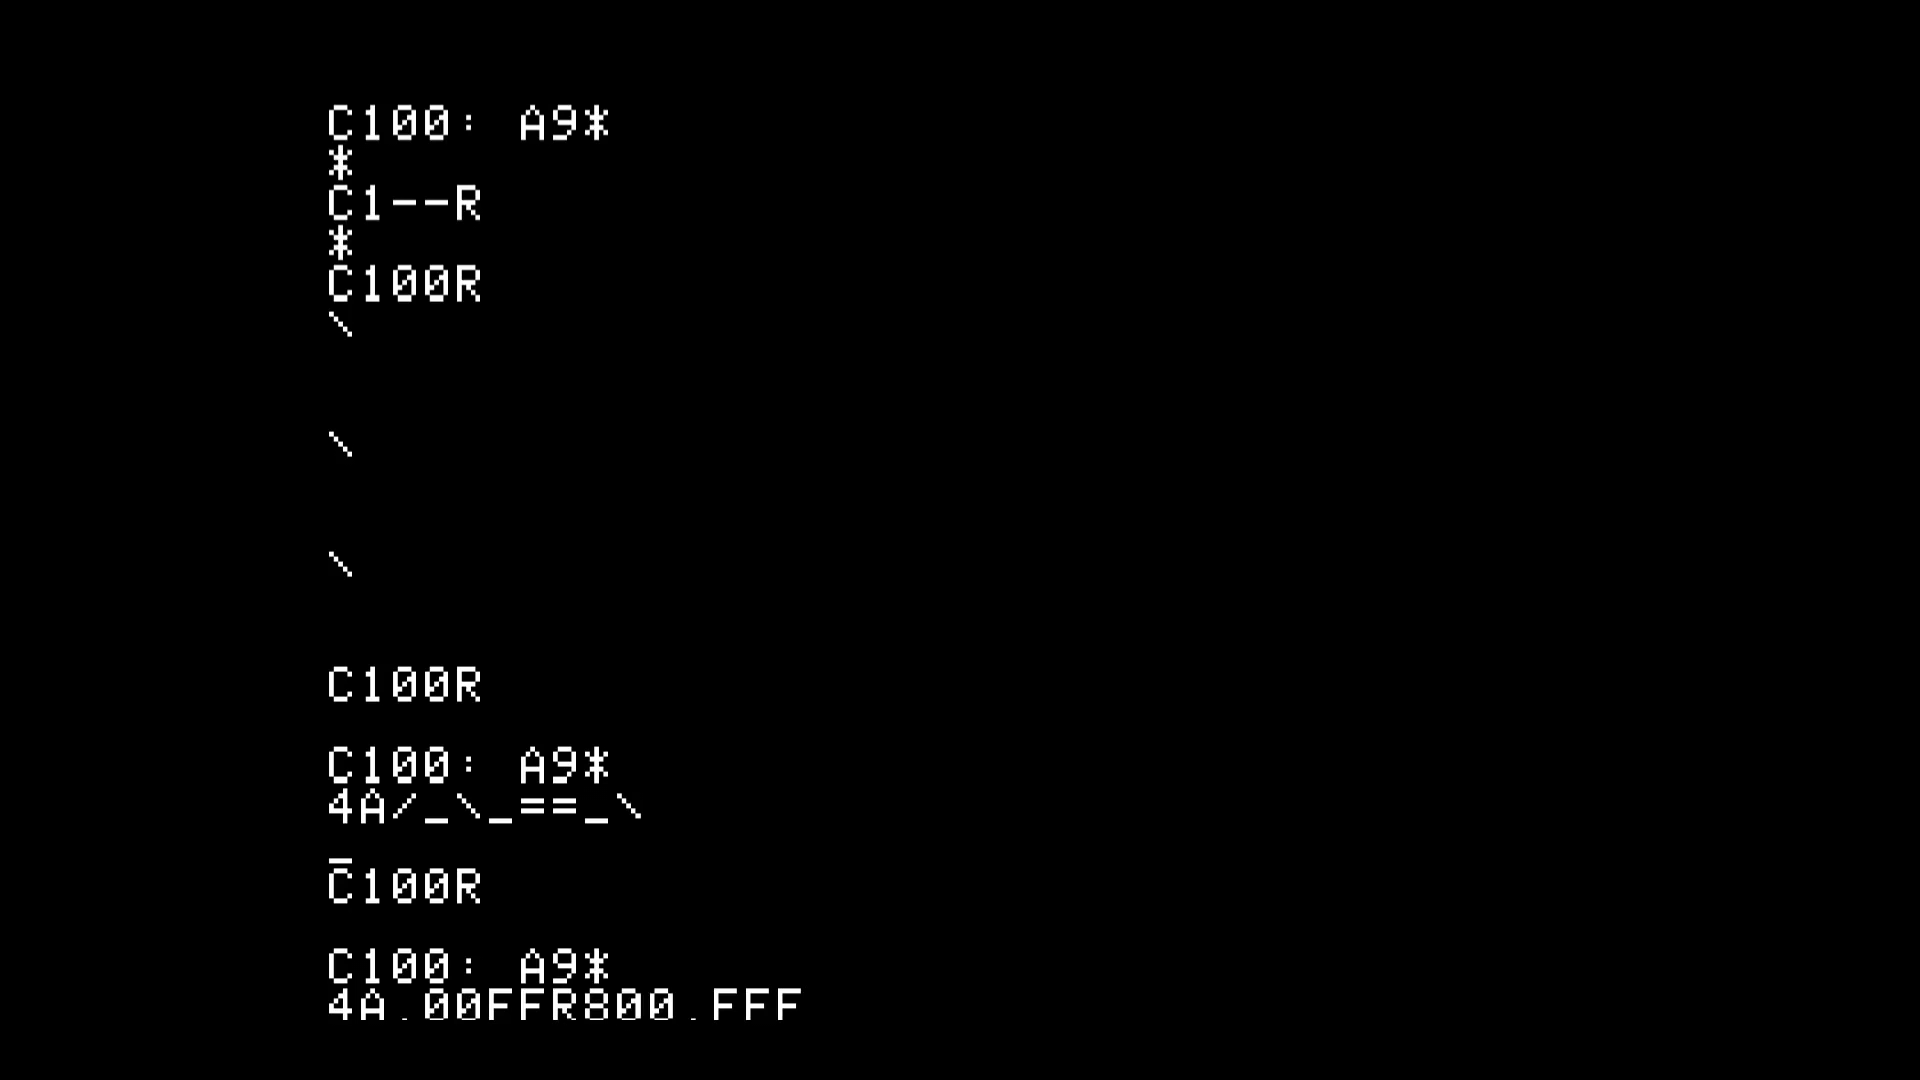 C100: A9*
*
C1--R
*
C100R
\
\
\
C100R
C100: A9*
4A/_\_==_\
_
C100R
C100: A9*
4A.00FFR800.FFF